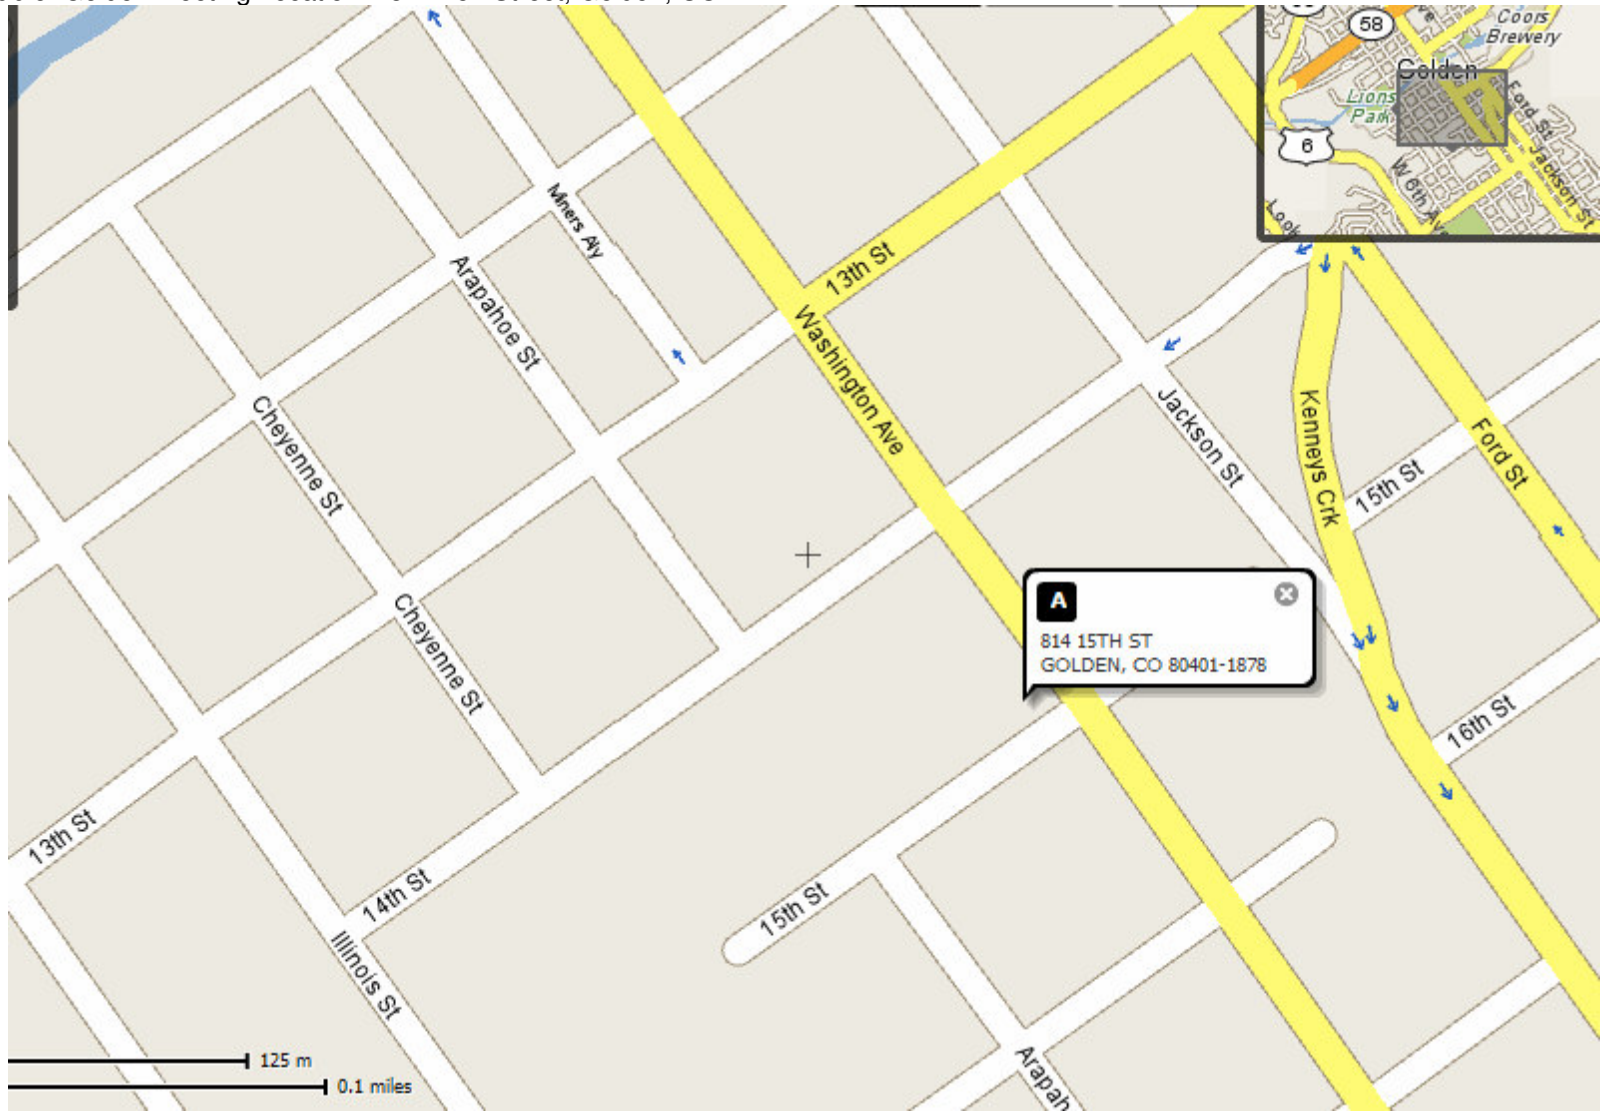 58
Coors
Brewery
Golden
Lions
Park
6
Ford St
Jackson St
W 6th Ave
Look
Miners Aly
13th St
Arapahoe St
Washington Ave
Cheyenne St
Jackson St
Kenneys Crk
Ford St
15th St
A
814 15TH ST
GOLDEN, CO 80401-1878
Cheyenne St
16th St
13th St
14th St
15th St
Illinois St
Arapah
125 m
0.1 miles